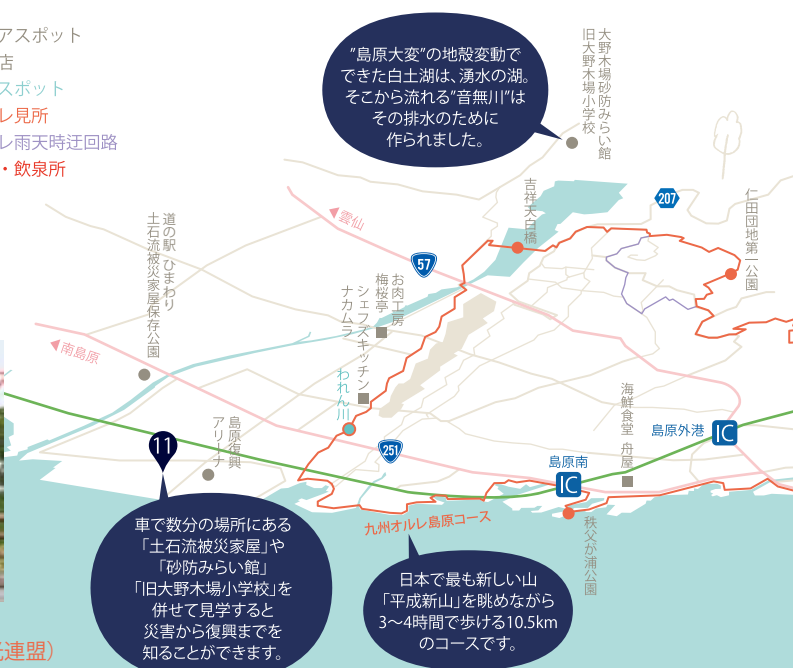 アスポット
店
スポット
レ見所
レ雨天時迂回路
・飲泉所
"島原大変"の地殻変動で
できた白土湖は、湧水の湖。
そこから流れる"音無川"は
その排水のために
作られました。
大野木場砂防みらい館
旧大野木場小学校
吉祥天白橋
207
仁田団地第一公園
雲仙
57
道の駅 ひまわり
土石流被災家屋保存公園
お肉工房
梅桜亭
シェフズキッチン
ナカムラ
南島原
われん川
海鮮食堂 舟屋
島原外港
IC
島原復興
アリーナ
251
11
島原南
IC
九州オルレ島原コース
秩父が浦公園
車で数分の場所にある
「土石流被災家屋」や
「砂防みらい館」
「旧大野木場小学校」を
併せて見学すると
災害から復興までを
知ることができます。
日本で最も新しい山
「平成新山」を眺めながら
3〜4時間で歩ける10.5km
のコースです。
連盟）